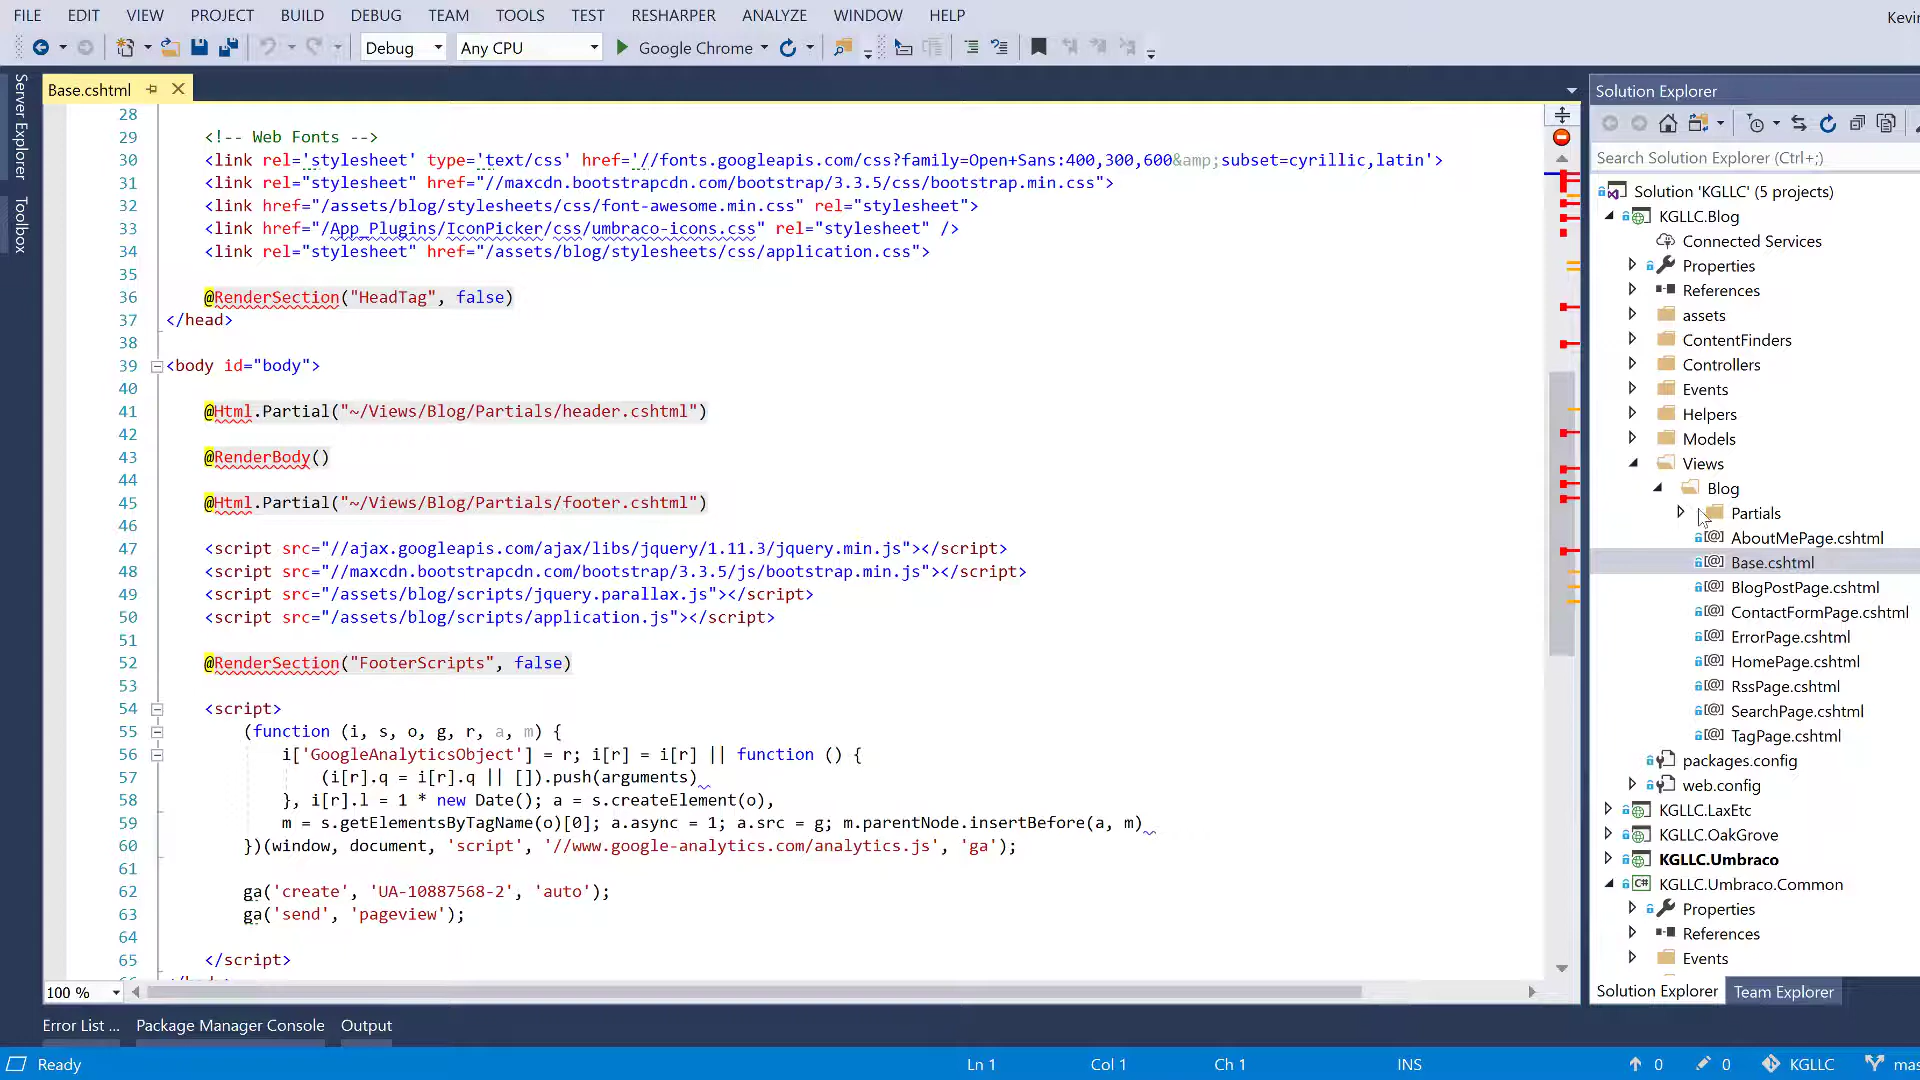 FILE EDIT VIEW PROJECT BUILD DEBUG TEAM TOOLS TEST RESHARPER ANALYZE WINDOW HELP
Debug Any CPU Google Chrome
Server Explorer
Toolbox
Base.cshtml
28
29 <!-- Web Fonts -->
30 <link rel='stylesheet' type='text/css' href='//fonts.googleapis.com/css?family=Open+Sans:400,300,600&amp;subset=cyrillic,latin'>
31 <link rel="stylesheet" href="//maxcdn.bootstrapcdn.com/bootstrap/3.3.5/css/bootstrap.min.css">
32 <link href="/assets/blog/stylesheets/css/font-awesome.min.css" rel="stylesheet">
33 <link href="/App_Plugins/IconPicker/css/umbraco-icons.css" rel="stylesheet" />
34 <link rel="stylesheet" href="/assets/blog/stylesheets/css/application.css">
35
36 @RenderSection("HeadTag", false)
37 </head>
38
39 <body id="body">
40
41 @Html.Partial("~/Views/Blog/Partials/header.cshtml")
42
43 @RenderBody()
44
45 @Html.Partial("~/Views/Blog/Partials/footer.cshtml")
46
47 <script src="//ajax.googleapis.com/ajax/libs/jquery/1.11.3/jquery.min.js"></script>
48 <script src="//maxcdn.bootstrapcdn.com/bootstrap/3.3.5/js/bootstrap.min.js"></script>
49 <script src="/assets/blog/scripts/jquery.parallax.js"></script>
50 <script src="/assets/blog/scripts/application.js"></script>
51
52 @RenderSection("FooterScripts", false)
53
54 <script>
55 (function (i, s, o, g, r, a, m) {
56 i['GoogleAnalyticsObject'] = r; i[r] = i[r] || function () {
57 (i[r].q = i[r].q || []).push(arguments)
58 }, i[r].l = 1 * new Date(); a = s.createElement(o),
59 m = s.getElementsByTagName(o)[0]; a.async = 1; a.src = g; m.parentNode.insertBefore(a, m)
60 })(window, document, 'script', '//www.google-analytics.com/analytics.js', 'ga');
61
62 ga('create', 'UA-10887568-2', 'auto');
63 ga('send', 'pageview');
64
65 </script>
100 %
Solution Explorer
Search Solution Explorer (Ctrl+;)
Solution 'KGLLC' (5 projects)
KGLLC.Blog
Connected Services
Properties
References
assets
ContentFinders
Controllers
Events
Helpers
Models
Views
Blog
Partials
AboutMePage.cshtml
Base.cshtml
BlogPostPage.cshtml
ContactFormPage.cshtml
ErrorPage.cshtml
HomePage.cshtml
RssPage.cshtml
SearchPage.cshtml
TagPage.cshtml
packages.config
web.config
KGLLC.LaxEtc
KGLLC.OakGrove
KGLLC.Umbraco
KGLLC.Umbraco.Common
Properties
References
Events
Solution Explorer Team Explorer
Error List ... Package Manager Console Output
Ready Ln 1 Col 1 Ch 1 INS 0 0 KGLLC